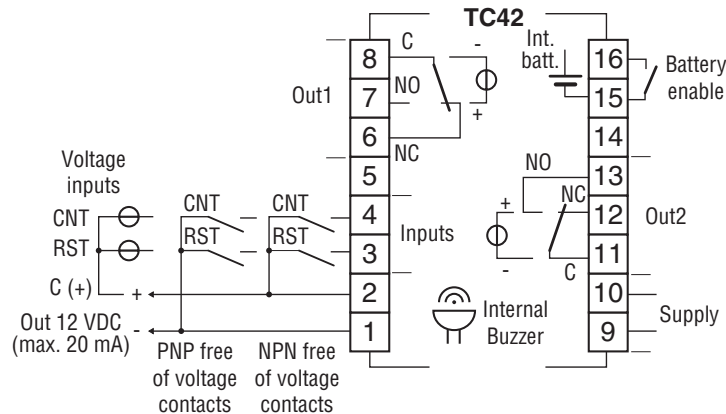 TC42
8
7
6
5
4
3
2
1
16
15
14
13
12
11
10
9
C
-
NO
+
NC
Out1
Int.
batt.
Battery
enable
NO
+
NC
-
C
Out2
Voltage
inputs
CNT
RST
C (+)
+
Out 12 VDC
(max. 20 mA)
-
CNT
RST
CNT
RST
Inputs
PNP free
of voltage
contacts
NPN free
of voltage
contacts
Internal
Buzzer
Supply